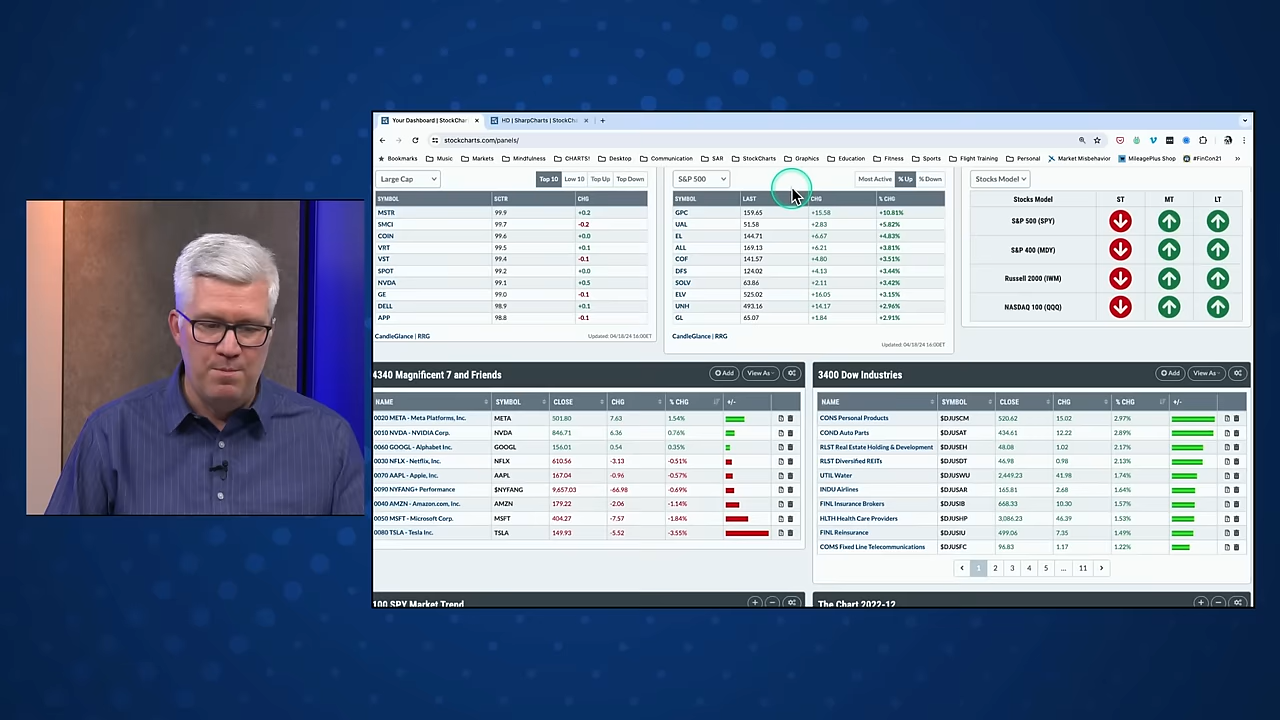 Your Dashboard | StockChar
HD | SharpCharts | StockCha
stockcharts.com/panels/
Bookmarks Music Markets Mindfulness CHARTS! Desktop Communication SAR StockCharts Graphics Education Fitness Sports Flight Training Personal Market Misbehavior MileagePlus Shop #FinCon21 »
Large Cap Top 10 Low 10 Top Up Top Down
SYMBOL SCTR CHG
MSTR 99.9 +0.2
SMCI 99.7 -0.2
COIN 99.6 +0.0
VRT 99.5 +0.1
VST 99.4 -0.1
SPOT 99.2 +0.0
NVDA 99.1 +0.5
GE 99.0 -0.1
DELL 98.9 +0.1
APP 98.8 -0.1
CandleGlance | RRG Updated: 04/18/24 16:00ET
S&P 500 Most Active % Up % Down
SYMBOL LAST CHG % CHG
GPC 159.65 +15.58 +10.81%
UAL 51.58 +2.83 +5.82%
EL 144.71 +6.67 +4.83%
ALL 169.13 +6.21 +3.81%
COF 141.57 +4.80 +3.51%
DFS 124.02 +4.13 +3.44%
SOLV 63.86 +2.11 +3.42%
ELV 525.02 +16.05 +3.15%
UNH 493.16 +14.17 +2.96%
GL 65.07 +1.84 +2.91%
CandleGlance | RRG
Updated: 04/18/24 16:00ET
Stocks Model
Stocks Model ST MT LT
S&P 500 (SPY)
S&P 400 (MDY)
Russell 2000 (IWM)
NASDAQ 100 (QQQ)
4340 Magnificent 7 and Friends Add View As
NAME SYMBOL CLOSE CHG % CHG +/-
0020 META - Meta Platforms, Inc. META 501.80 7.63 1.54%
0010 NVDA - NVIDIA Corp. NVDA 846.71 6.36 0.76%
0060 GOOGL - Alphabet Inc. GOOGL 156.01 0.54 0.35%
0030 NFLX - Netflix, Inc. NFLX 610.56 -3.13 -0.51%
0070 AAPL - Apple, Inc. AAPL 167.04 -0.96 -0.57%
0090 NYFANG+ Performance $NYFANG 9,657.03 -66.98 -0.69%
0040 AMZN - Amazon.com, Inc. AMZN 179.22 -2.06 -1.14%
0050 MSFT - Microsoft Corp. MSFT 404.27 -7.57 -1.84%
0080 TSLA - Tesla Inc. TSLA 149.93 -5.52 -3.55%
3400 Dow Industries Add View As
NAME SYMBOL CLOSE CHG % CHG +/-
CONS Personal Products $DJUSCM 520.62 15.02 2.97%
COND Auto Parts $DJUSAT 434.61 12.22 2.89%
RLST Real Estate Holding & Development $DJUSEH 48.08 1.02 2.17%
RLST Diversified REITs $DJUSDT 46.98 0.98 2.13%
UTIL Water $DJUSWU 2,449.23 41.98 1.74%
INDU Airlines $DJUSAR 165.81 2.68 1.64%
FINL Insurance Brokers $DJUSIB 668.33 10.30 1.57%
HLTH Health Care Providers $DJUSHP 3,086.23 46.39 1.53%
FINL Reinsurance $DJUSIU 499.06 7.35 1.49%
COMS Fixed Line Telecommunications $DJUSFC 96.83 1.17 1.22%
1 2 3 4 5 ... 11
100 SPY Market Trend
The Chart 2022-12